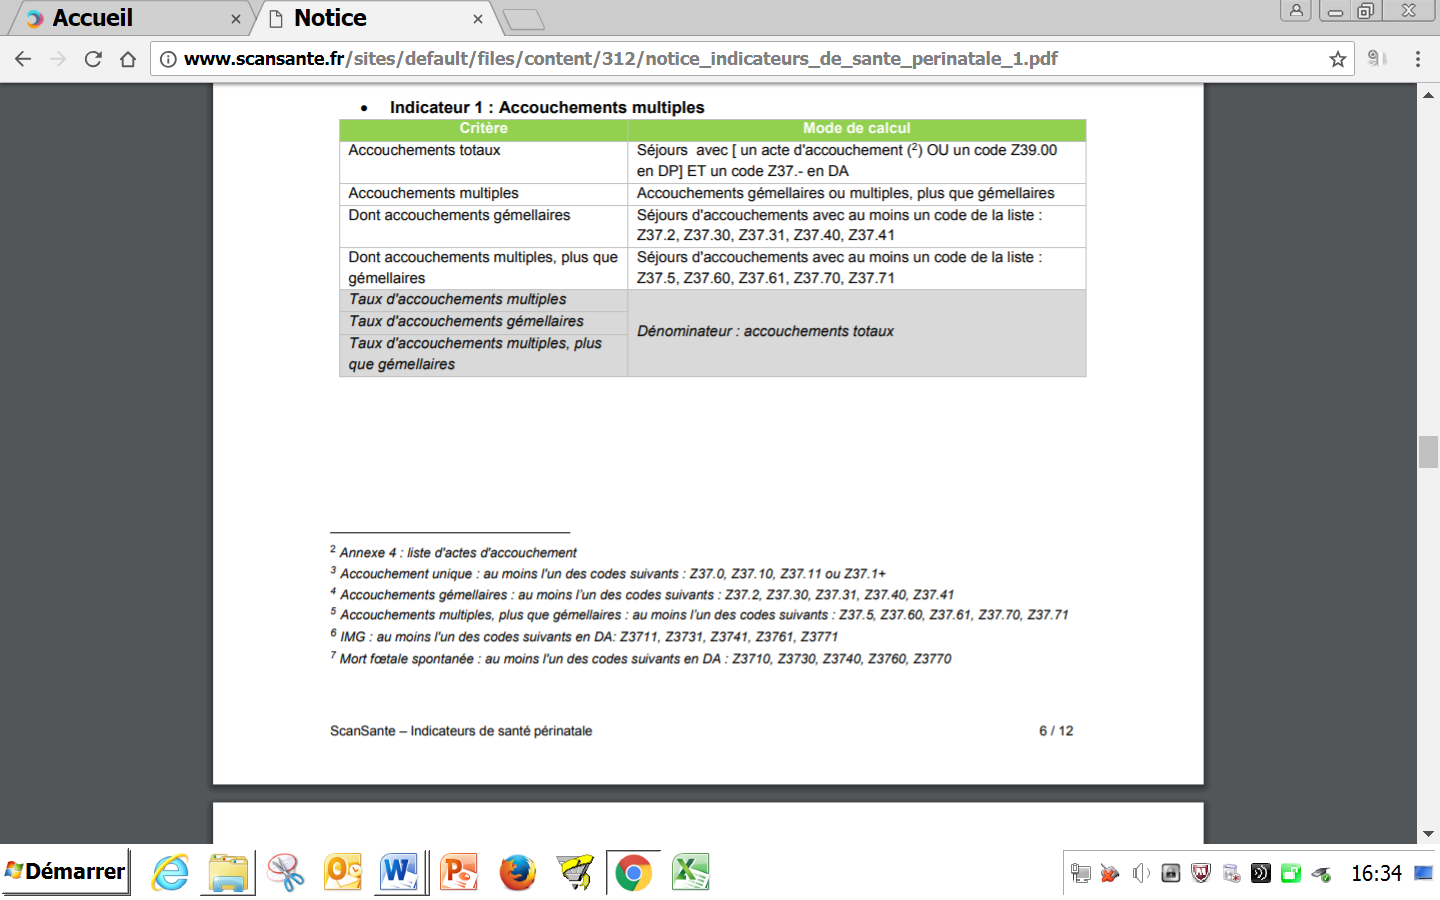 Accueil
Notice
www.scansante.fr/sites/default/files/content/312/notice_indicateurs_de_sante_perinatale_1.pdf
• Indicateur 1 : Accouchements multiples
Critère
Mode de calcul
Accouchements totaux
Séjours avec [ un acte d'accouchement (²) OU un code Z39.00
en DP] ET un code Z37.- en DA
Accouchements multiples
Accouchements gémellaires ou multiples, plus que gémellaires
Dont accouchements gémellaires
Séjours d'accouchements avec au moins un code de la liste :
Z37.2, Z37.30, Z37.31, Z37.40, Z37.41
Dont accouchements multiples, plus que
gémellaires
Séjours d'accouchements avec au moins un code de la liste :
Z37.5, Z37.60, Z37.61, Z37.70, Z37.71
Taux d'accouchements multiples
Taux d'accouchements gémellaires
Taux d'accouchements multiples, plus
que gémellaires
Dénominateur : accouchements totaux
² Annexe 4 : liste d'actes d'accouchement
³ Accouchement unique : au moins l'un des codes suivants : Z37.0, Z37.10, Z37.11 ou Z37.1+
⁴ Accouchements gémellaires : au moins l'un des codes suivants : Z37.2, Z37.30, Z37.31, Z37.40, Z37.41
⁵ Accouchements multiples, plus que gémellaires : au moins l'un des codes suivants : Z37.5, Z37.60, Z37.61, Z37.70, Z37.71
⁶ IMG : au moins l'un des codes suivants en DA: Z3711, Z3731, Z3741, Z3761, Z3771
⁷ Mort fœtale spontanée : au moins l'un des codes suivants en DA : Z3710, Z3730, Z3740, Z3760, Z3770
ScanSante – Indicateurs de santé périnatale
6 / 12
Démarrer
16:34